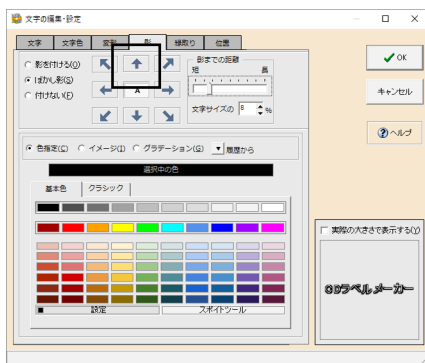 文字の編集・設定
文字
文字色
変形
影
縁取り
位置
影を付ける(O)
ぼかし影(S)
付けない(E)
A
影までの距離
短 長
文字サイズの 8 %
OK
キャンセル
ヘルプ
色指定(C) イメージ(I) グラデーション(G) 履歴から
選択中の色
基本色 クラシック
設定 スポイトツール
実際の大きさで表示する(Y)
CDラベルメーカー